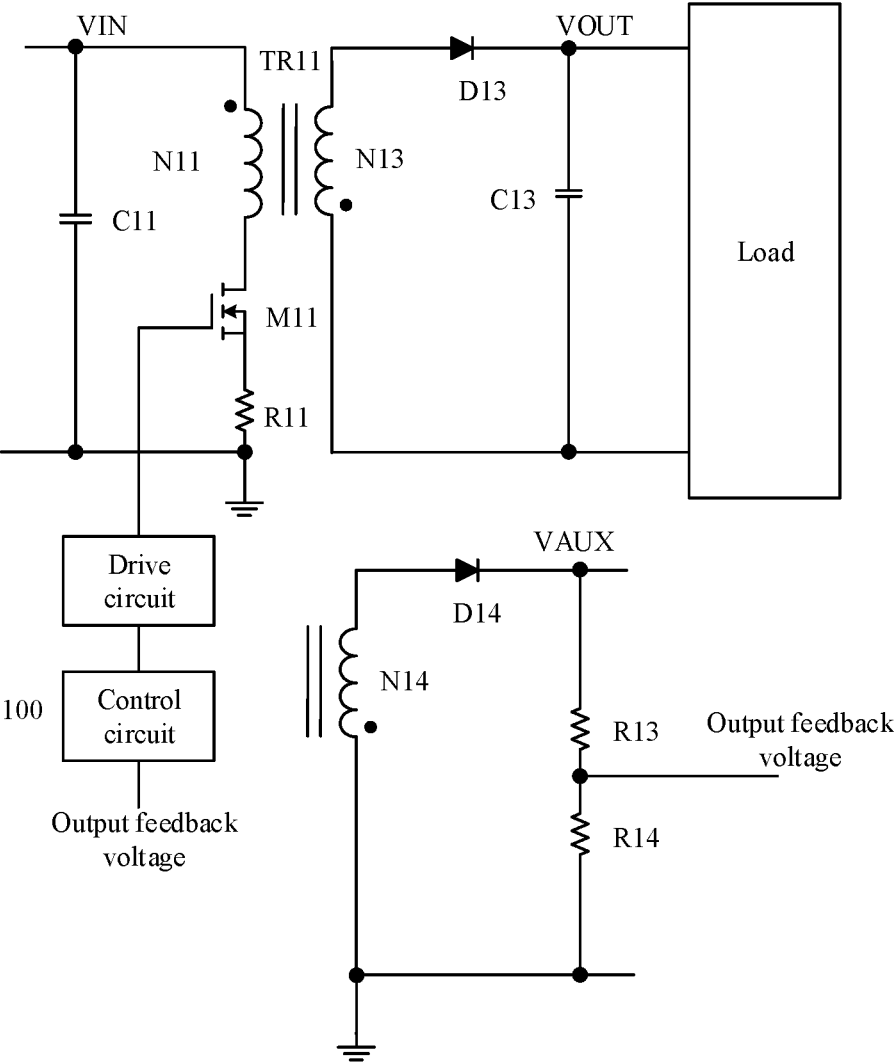 VIN
VOUT
TR11
D13
N11
N13
C11
C13
Load
M11
R11
Drive
circuit
VAUX
D14
100
Control
circuit
N14
R13
Output feedback
voltage
Output feedback
voltage
R14